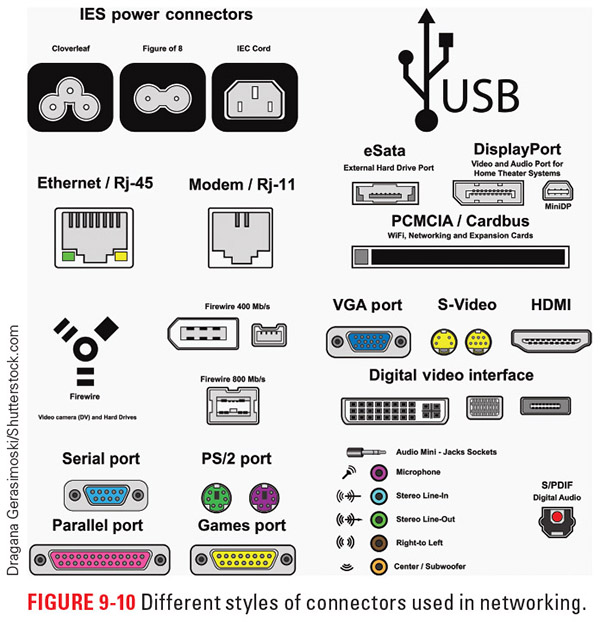 IES power connectors
Cloverleaf
Figure of 8
IEC Cord
USB
eSata
External Hard Drive Port
DisplayPort
Video and Audio Port for
Home Theater Systems
MiniDP
Ethernet / Rj-45
Modem / Rj-11
PCMCIA / Cardbus
WiFi, Networking and Expansion Cards
Firewire 400 Mb/s
VGA port
S-Video
HDMI
Firewire
Video camera (DV) and Hard Drives
Firewire 800 Mb/s
Digital video interface
Serial port
PS/2 port
Parallel port
Games port
Audio Mini - Jacks Sockets
Microphone
Stereo Line-In
Stereo Line-Out
Right-to Left
Center / Subwoofer
S/PDIF
Digital Audio
Dragana Gerasimoski/Shutterstock.com
FIGURE 9-10 Different styles of connectors used in networking.